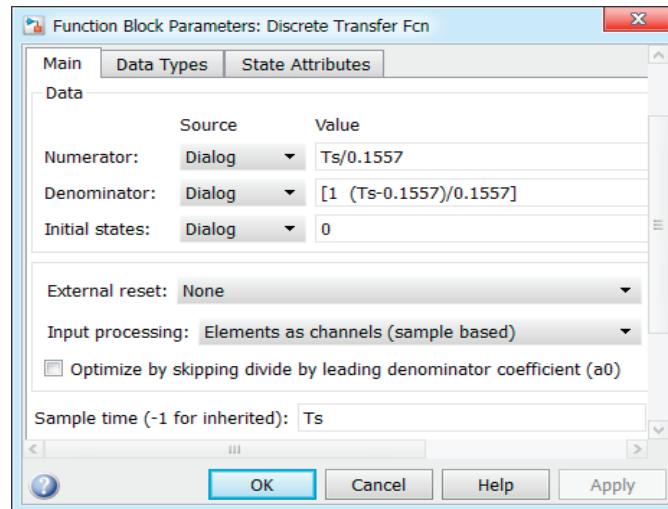 Function Block Parameters: Discrete Transfer Fcn
Main Data Types State Attributes
Data
Source Value
Numerator: Dialog Ts/0.1557
Denominator: Dialog [1 (Ts-0.1557)/0.1557]
Initial states: Dialog 0
External reset: None
Input processing: Elements as channels (sample based)
Optimize by skipping divide by leading denominator coefficient (a0)
Sample time (-1 for inherited): Ts
OK Cancel Help Apply